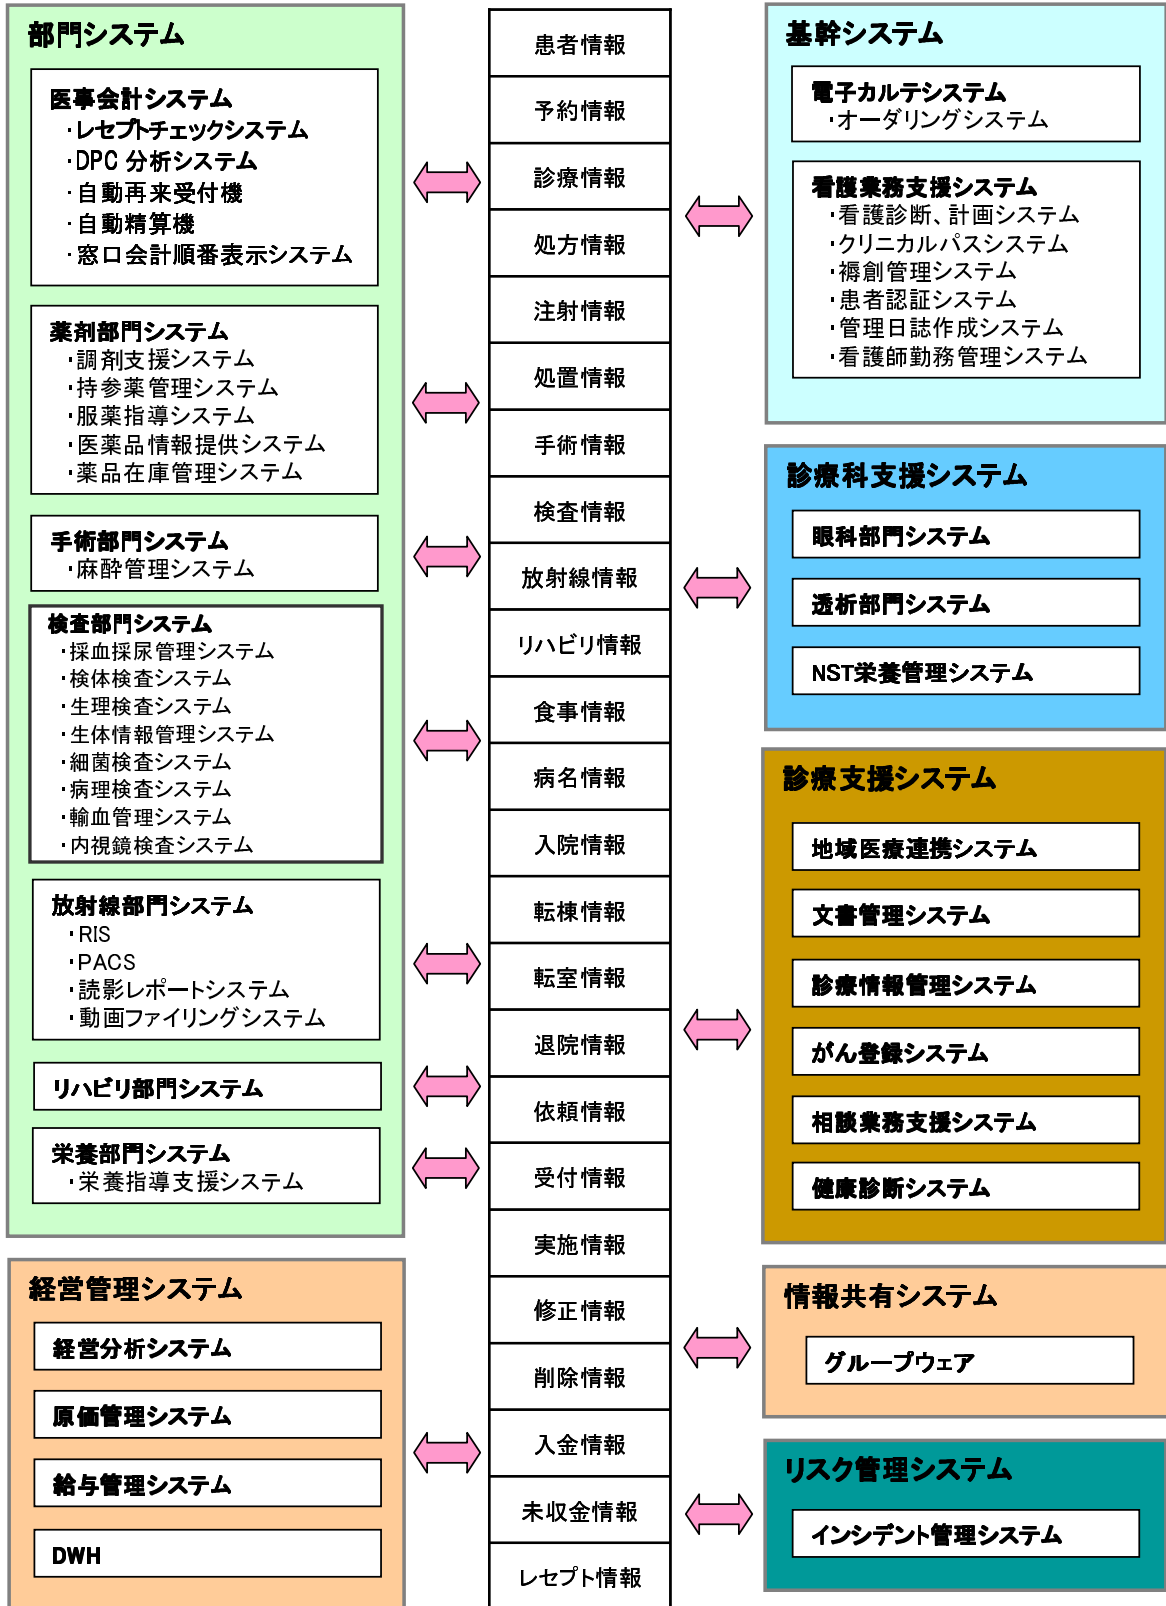 部門システム
医事会計システム
・レセプトチェックシステム
・DPC 分析システム
・自動再来受付機
・自動精算機
・窓口会計順番表示システム
薬剤部門システム
・調剤支援システム
・持参薬管理システム
・服薬指導システム
・医薬品情報提供システム
・薬品在庫管理システム
手術部門システム
・麻酔管理システム
検査部門システム
・採血採尿管理システム
・検体検査システム
・生理検査システム
・生体情報管理システム
・細菌検査システム
・病理検査システム
・輸血管理システム
・内視鏡検査システム
放射線部門システム
・RIS
・PACS
・読影レポートシステム
・動画ファイリングシステム
リハビリ部門システム
栄養部門システム
・栄養指導支援システム
経営管理システム
経営分析システム
原価管理システム
給与管理システム
DWH
患者情報
予約情報
診療情報
処方情報
注射情報
処置情報
手術情報
検査情報
放射線情報
リハビリ情報
食事情報
病名情報
入院情報
転棟情報
転室情報
退院情報
依頼情報
受付情報
実施情報
修正情報
削除情報
入金情報
未収金情報
レセプト情報
基幹システム
電子カルテシステム
・オーダリングシステム
看護業務支援システム
・看護診断、計画システム
・クリニカルパスシステム
・褥創管理システム
・患者認証システム
・管理日誌作成システム
・看護師勤務管理システム
診療科支援システム
眼科部門システム
透析部門システム
NST栄養管理システム
診療支援システム
地域医療連携システム
文書管理システム
診療情報管理システム
がん登録システム
相談業務支援システム
健康診断システム
情報共有システム
グループウェア
リスク管理システム
インシデント管理システム